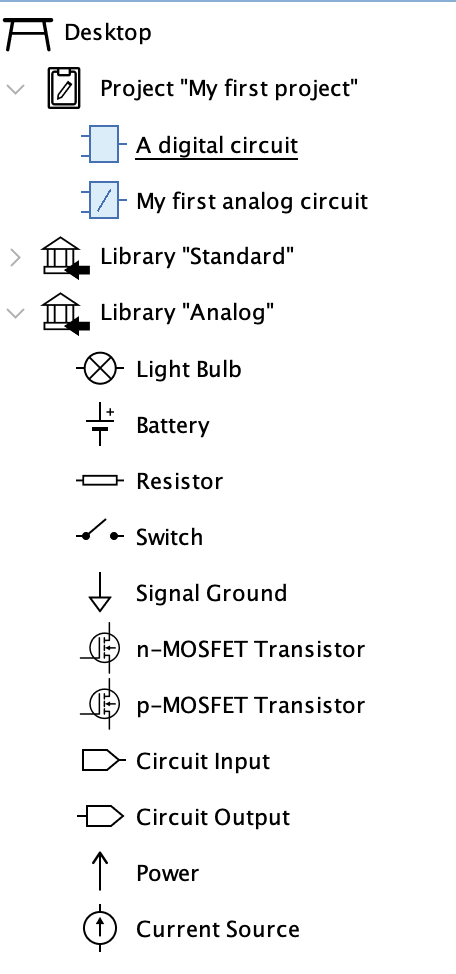 Desktop
Project "My first project"
A digital circuit
My first analog circuit
Library "Standard"
Library "Analog"
Light Bulb
Battery
Resistor
Switch
Signal Ground
n-MOSFET Transistor
p-MOSFET Transistor
Circuit Input
Circuit Output
Power
Current Source